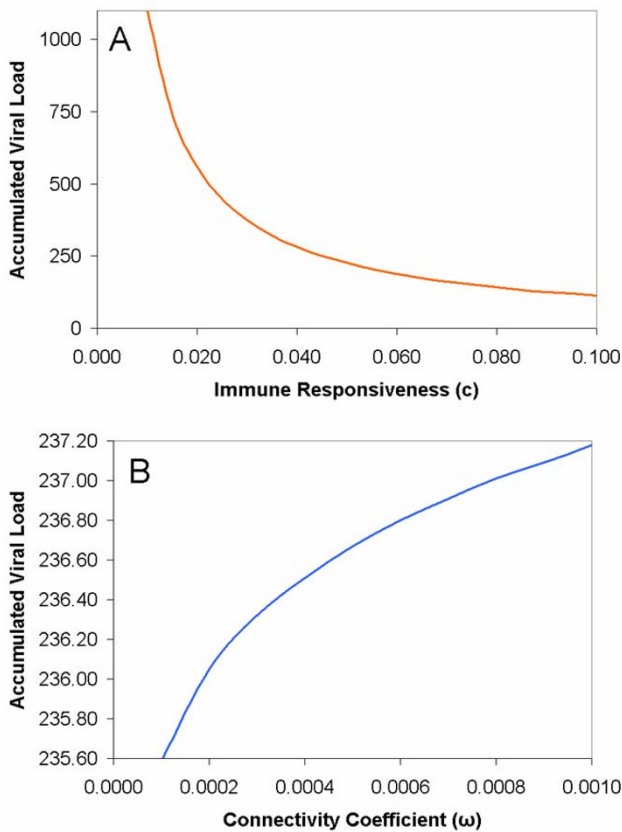 A
Accumulated Viral Load
1000
750
500
250
0
0.000 0.020 0.040 0.060 0.080 0.100
Immune Responsiveness (c)
B
Accumulated Viral Load
237.20
237.00
236.80
236.60
236.40
236.20
236.00
235.80
235.60
0.0000 0.0002 0.0004 0.0006 0.0008 0.0010
Connectivity Coefficient (ω)